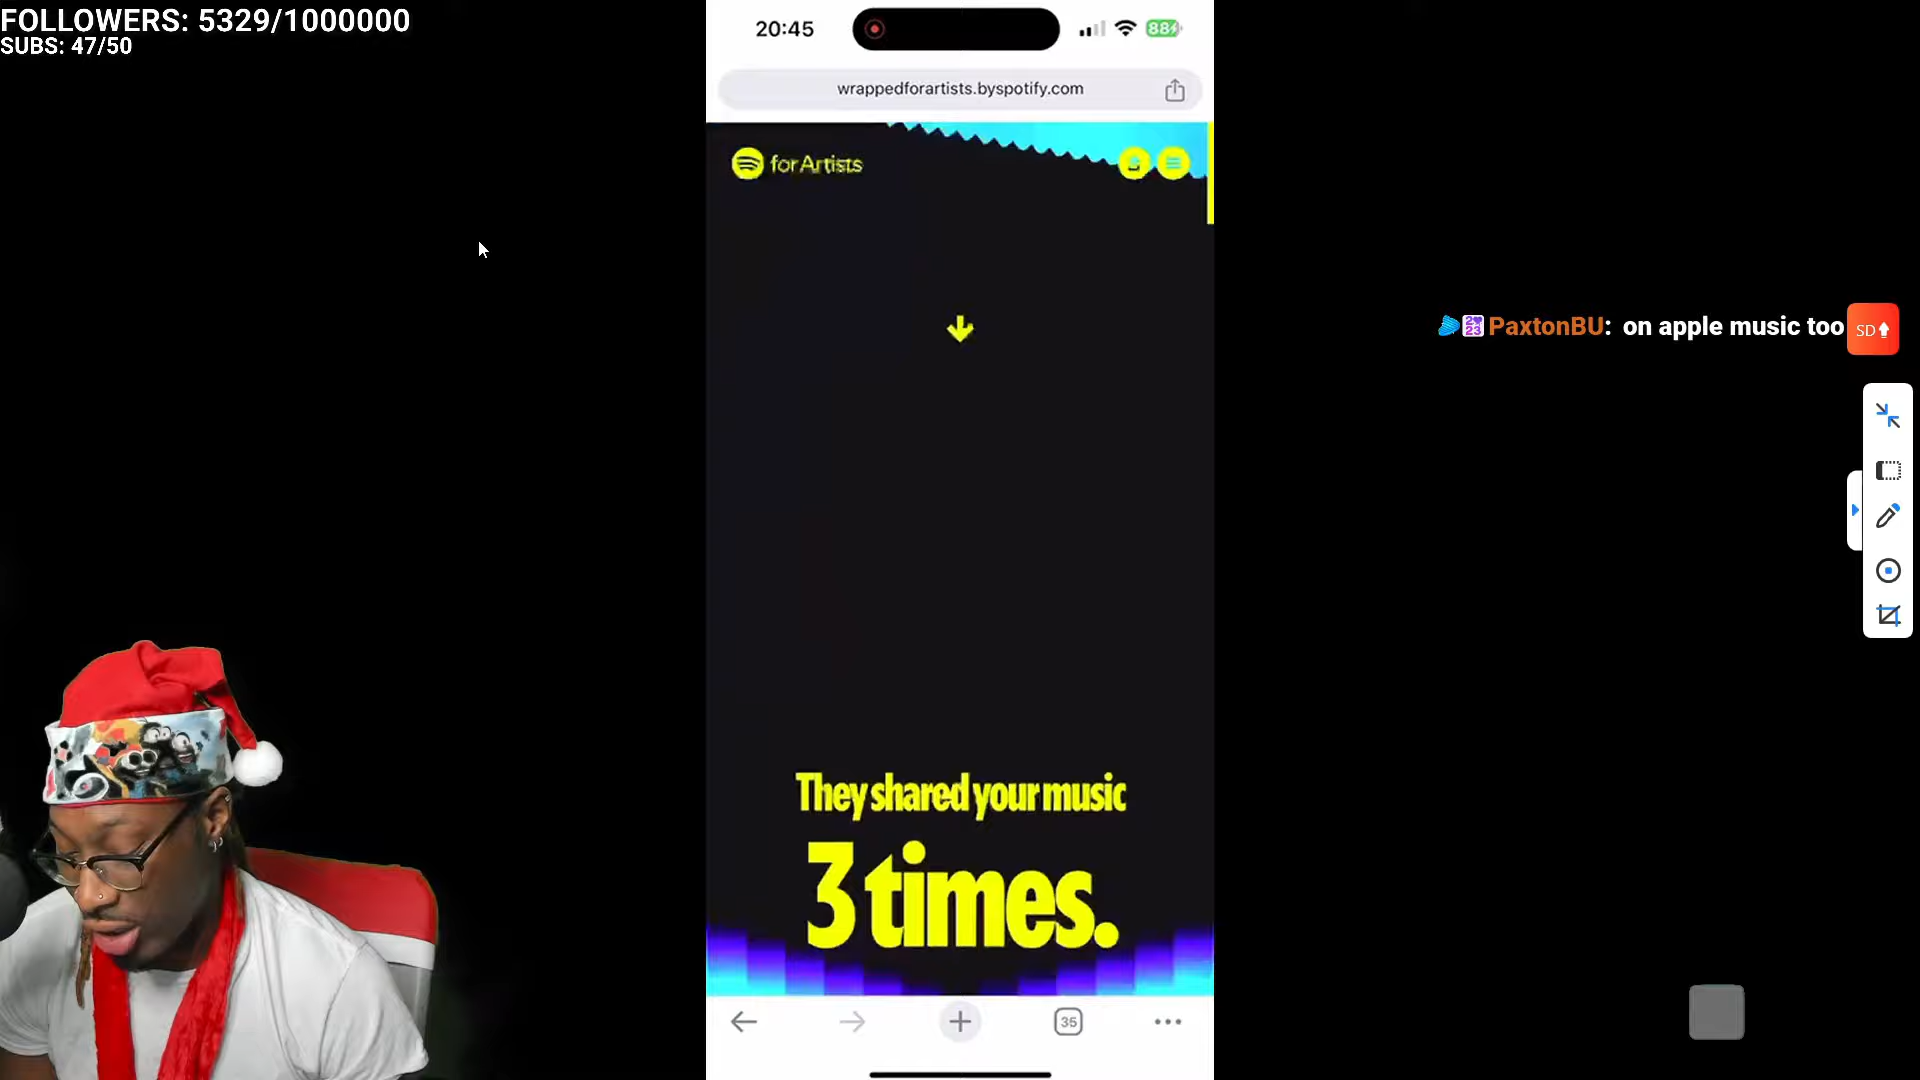 FOLLOWERS: 5329/1000000
SUBS: 47/50
20:45
88
wrappedforartists.byspotify.com
for Artists
PaxtonBU: on apple music too
SD
They shared your music
3 times.
35